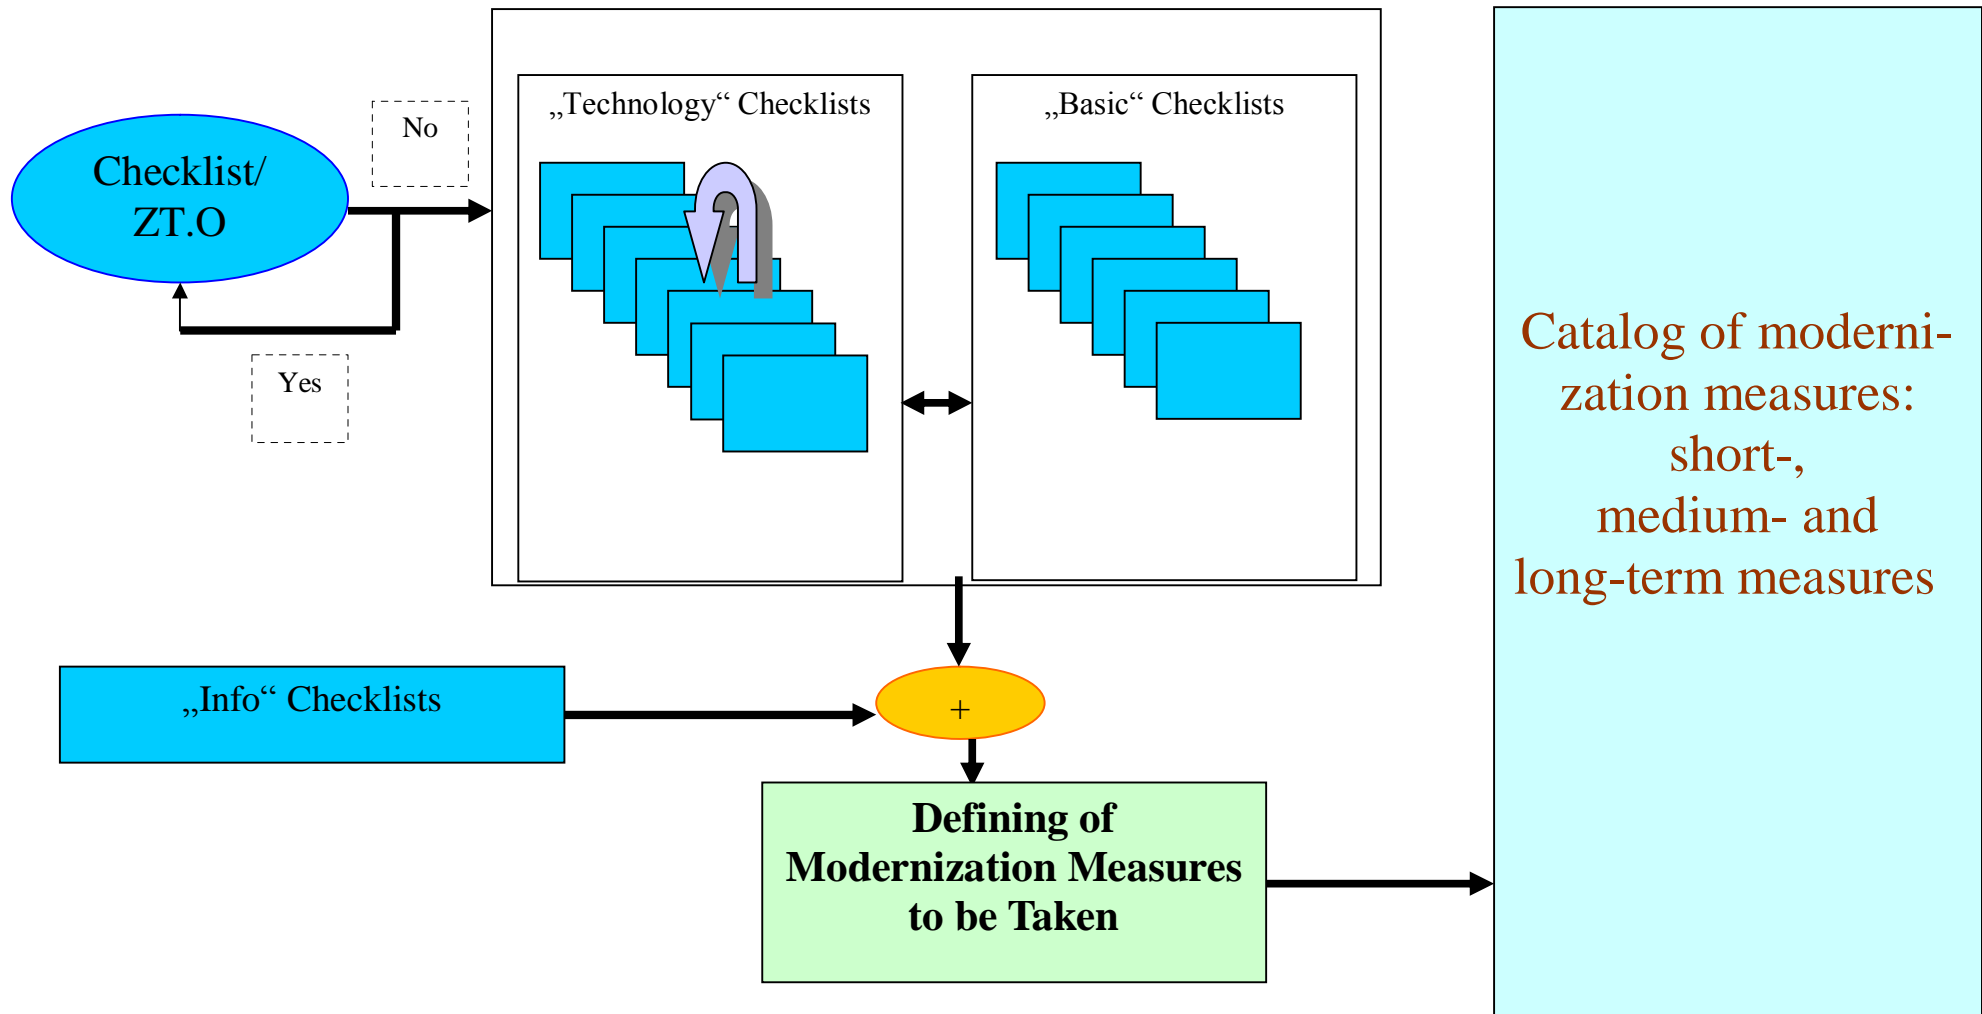 Checklist/
ZT.O
No
Yes
„Technology“ Checklists
„Basic“ Checklists
„Info“ Checklists
+
Defining of
Modernization Measures
to be Taken
Catalog of moderni-
zation measures:
short-,
medium- and
long-term measures